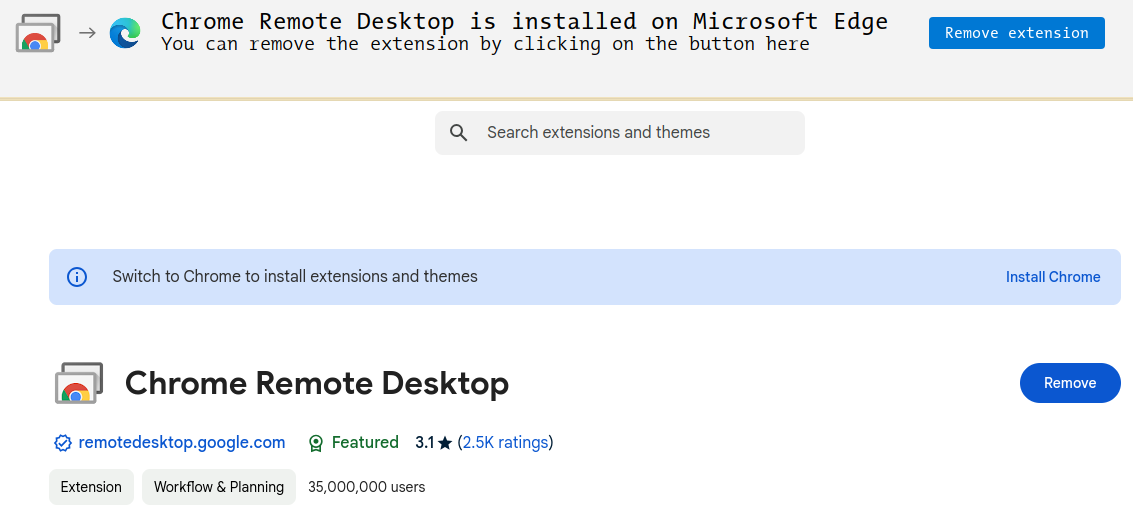 Chrome Remote Desktop is installed on Microsoft Edge
You can remove the extension by clicking on the button here
Remove extension
Search extensions and themes
Switch to Chrome to install extensions and themes
Install Chrome
Chrome Remote Desktop
Remove
remotedesktop.google.com Featured 3.1★ (2.5K ratings)
Extension Workflow & Planning 35,000,000 users